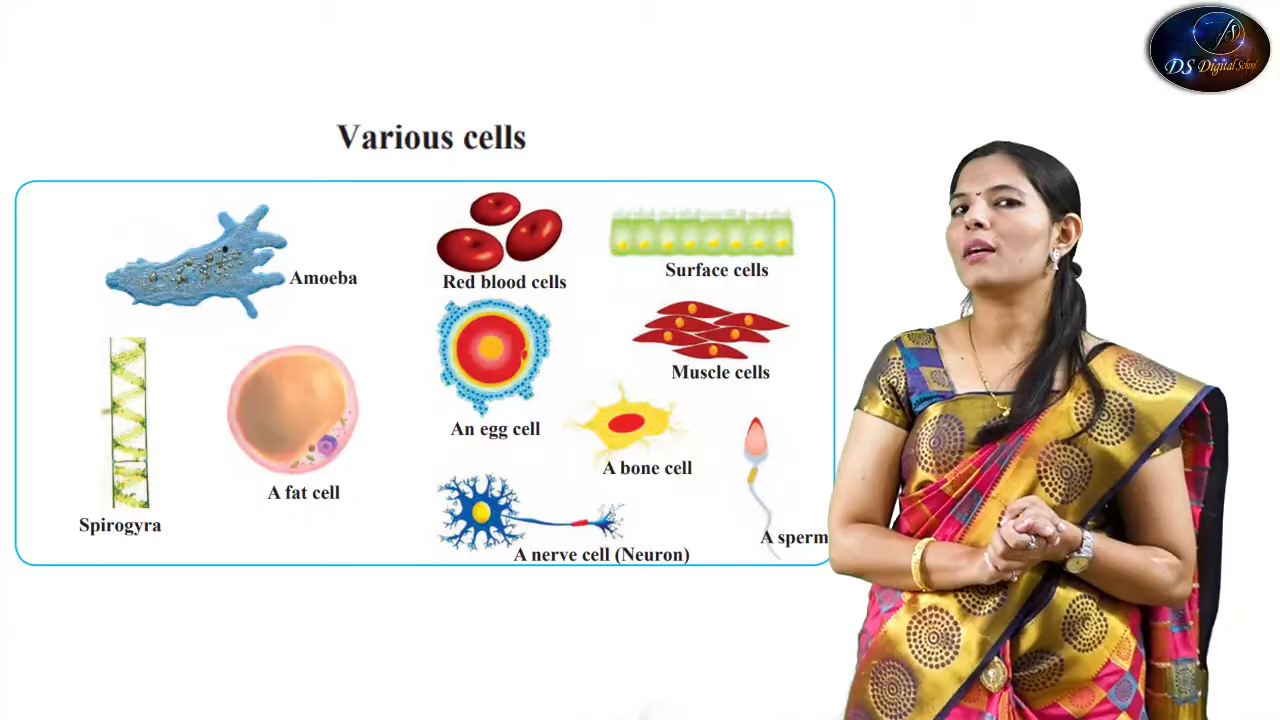 DS Digital School
Various cells
Amoeba
Red blood cells
Surface cells
Muscle cells
An egg cell
A bone cell
A fat cell
Spirogyra
A nerve cell (Neuron)
A sperm